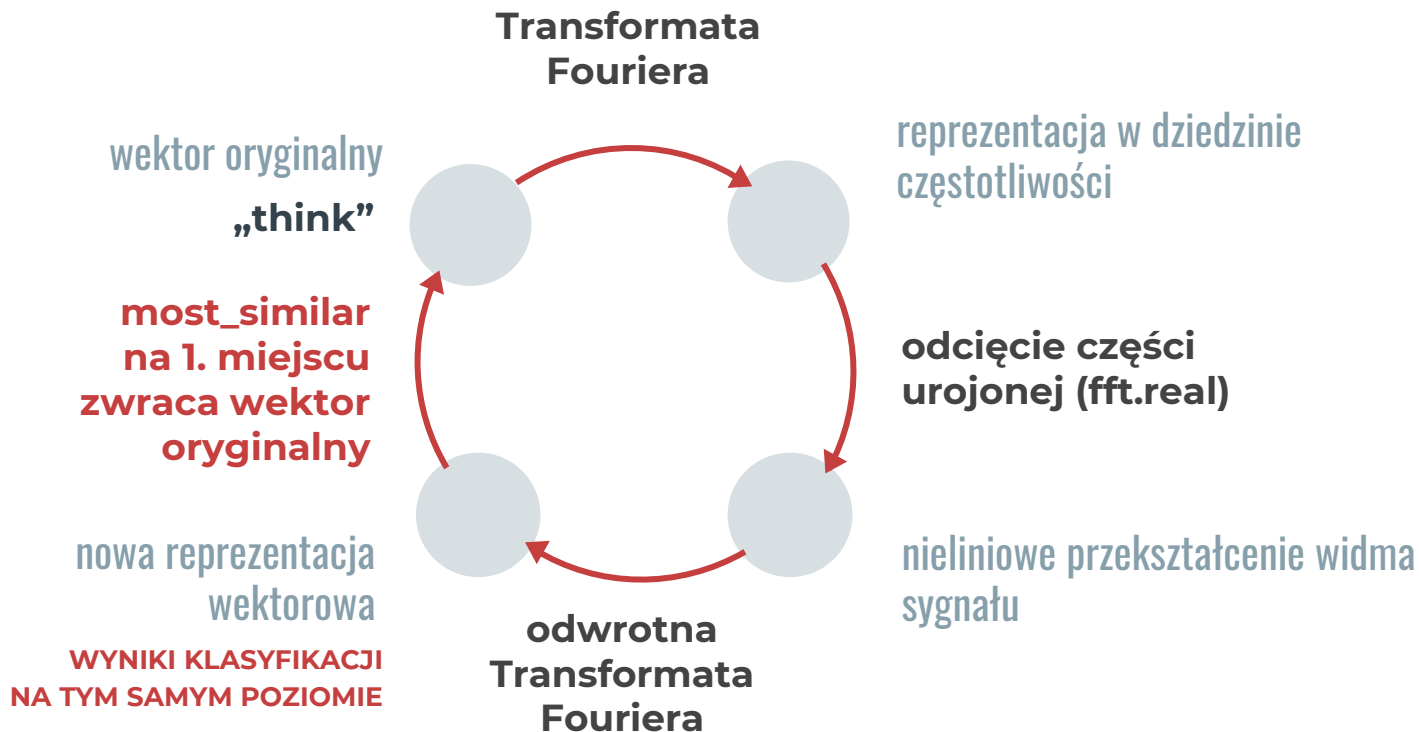 Transformata
Fouriera
wektor oryginalny
„think”
reprezentacja w dziedzinie
częstotliwości
most_similar
na 1. miejscu
zwraca wektor
oryginalny
odcięcie części
urojonej (fft.real)
nowa reprezentacja
wektorowa
WYNIKI KLASYFIKACJI
NA TYM SAMYM POZIOMIE
odwrotna
Transformata
Fouriera
nieliniowe przekształcenie widma
sygnału